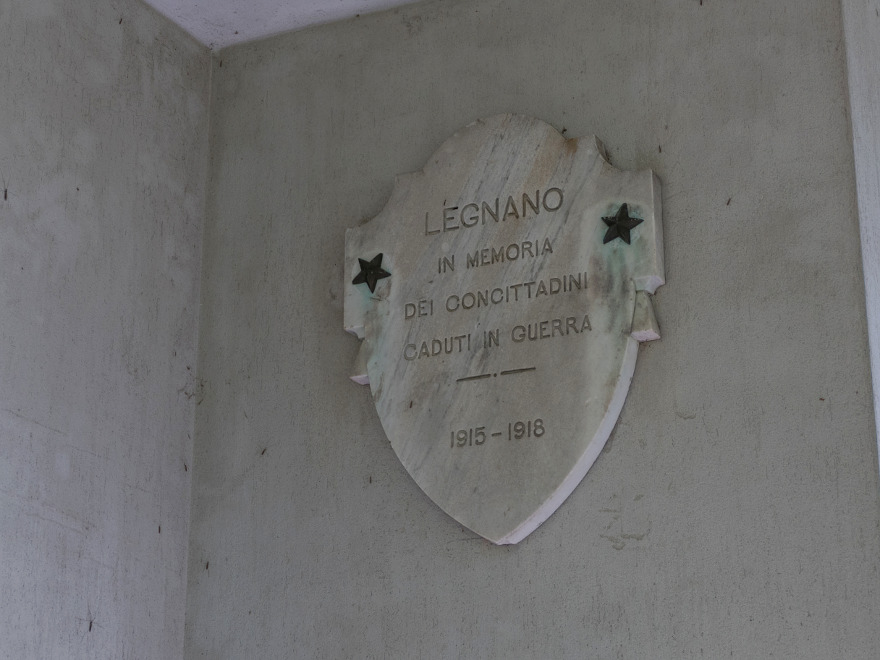 LEGNANO
IN MEMORIA
DEI CONCITTADINI
CADUTI IN GUERRA
1915-1918